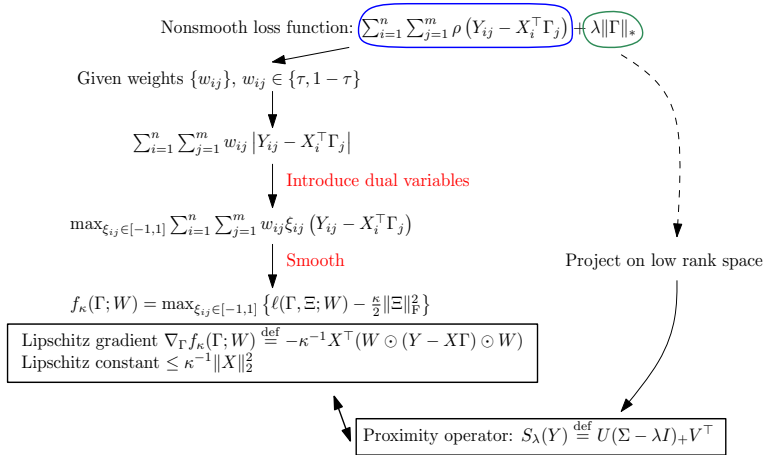 Nonsmooth loss function: $\sum_{i=1}^{n} \sum_{j=1}^{m} \rho \left( Y_{ij} - X_i^\top \Gamma_j \right) + \lambda \|\Gamma\|_*$
Given weights $\{w_{ij}\}$, $w_{ij} \in \{\tau, 1-\tau\}$
$\sum_{i=1}^{n} \sum_{j=1}^{m} w_{ij} \left| Y_{ij} - X_i^\top \Gamma_j \right|$
Introduce dual variables
$\max_{\xi_{ij} \in [-1,1]} \sum_{i=1}^{n} \sum_{j=1}^{m} w_{ij} \xi_{ij} \left( Y_{ij} - X_i^\top \Gamma_j \right)$
Smooth
Project on low rank space
$f_\kappa(\Gamma; W) = \max_{\xi_{ij} \in [-1,1]} \left\{ \ell(\Gamma, \Xi; W) - \frac{\kappa}{2} \|\Xi\|_{\mathrm{F}}^2 \right\}$
Lipschitz gradient $\nabla_\Gamma f_\kappa(\Gamma; W) \stackrel{\text{def}}{=} -\kappa^{-1} X^\top (W \odot (Y - X\Gamma) \odot W)$
Lipschitz constant $\leq \kappa^{-1} \|X\|_2^2$
Proximity operator: $S_\lambda(Y) \stackrel{\text{def}}{=} U(\Sigma - \lambda I)_+ V^\top$